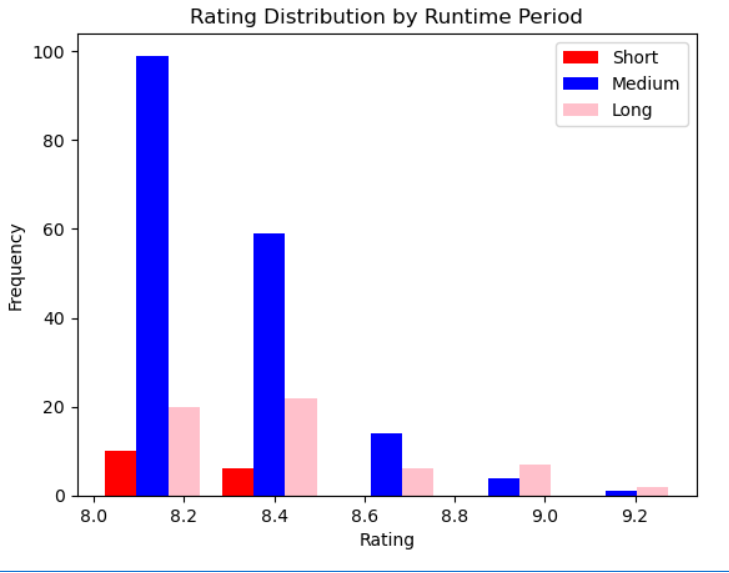 Rating Distribution by Runtime Period
100
80
60
40
20
0
Frequency
Short
Medium
Long
8.0 8.2 8.4 8.6 8.8 9.0 9.2
Rating